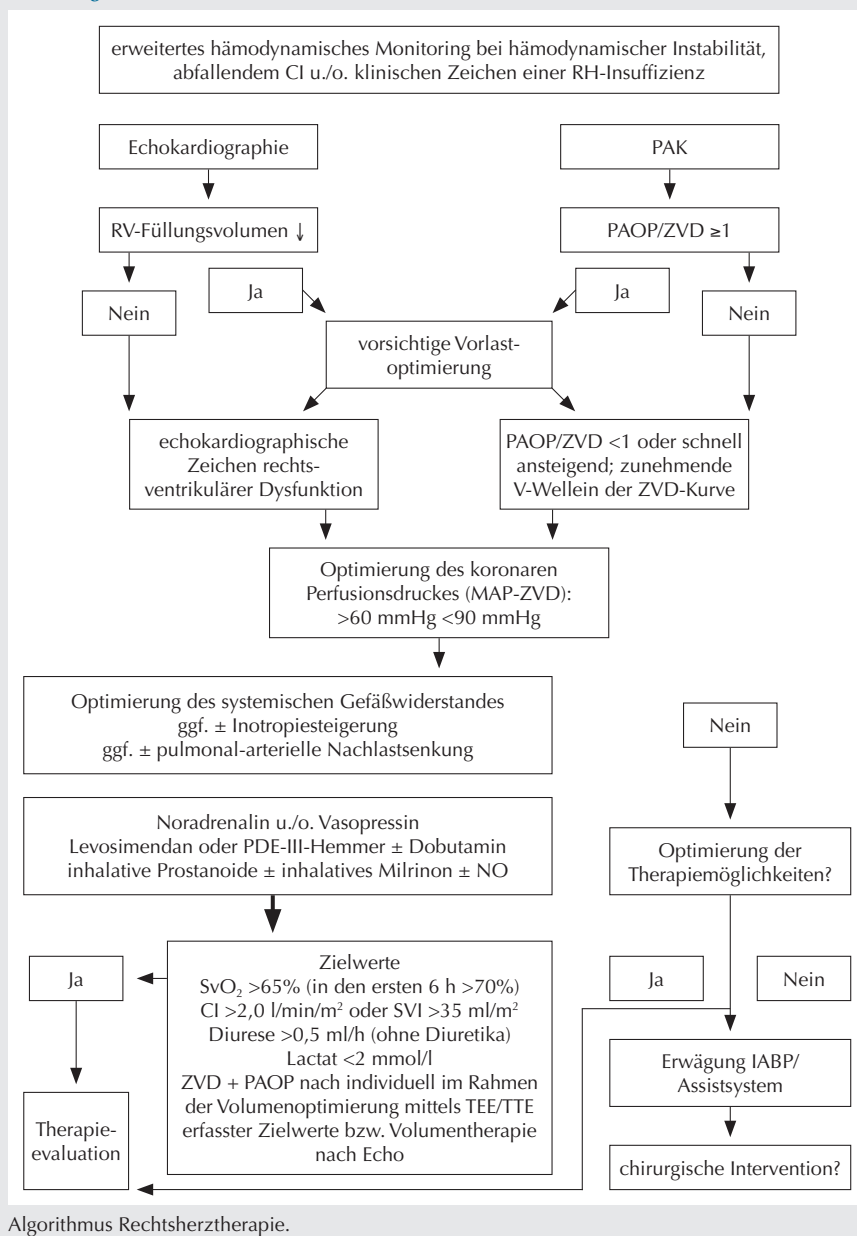 erweitertes hämodynamisches Monitoring bei hämodynamischer Instabilität,
abfallendem CI u./o. klinischen Zeichen einer RH-Insuffizienz
Echokardiographie
PAK
RV-Füllungsvolumen ↓
PAOP/ZVD ≥1
Ja
Ja
Nein
Nein
vorsichtige Vorlast-
optimierung
echokardiographische
Zeichen rechts-
ventrikulärer Dysfunktion
PAOP/ZVD <1 oder schnell
ansteigend; zunehmende
V-Wellein der ZVD-Kurve
Optimierung des koronaren
Perfusionsdruckes (MAP-ZVD):
>60 mmHg <90 mmHg
Optimierung des systemischen Gefäßwiderstandes
ggf. ± Inotropiesteigerung
ggf. ± pulmonal-arterielle Nachlastsenkung
Nein
Noradrenalin u./o. Vasopressin
Levosimendan oder PDE-III-Hemmer ± Dobutamin
inhalative Prostanoide ± inhalatives Milrinon ± NO
Optimierung der
Therapiemöglichkeiten?
Ja
Zielwerte
SvO₂ >65% (in den ersten 6 h >70%)
CI >2,0 l/min/m² oder SVI >35 ml/m²
Diurese >0,5 ml/h (ohne Diuretika)
Lactat <2 mmol/l
ZVD + PAOP nach individuell im Rahmen
der Volumenoptimierung mittels TEE/TTE
erfasster Zielwerte bzw. Volumentherapie
nach Echo
Ja
Nein
Therapie-
evaluation
Erwägung IABP/
Assistsystem
chirurgische Intervention?
Algorithmus Rechtsherztherapie.